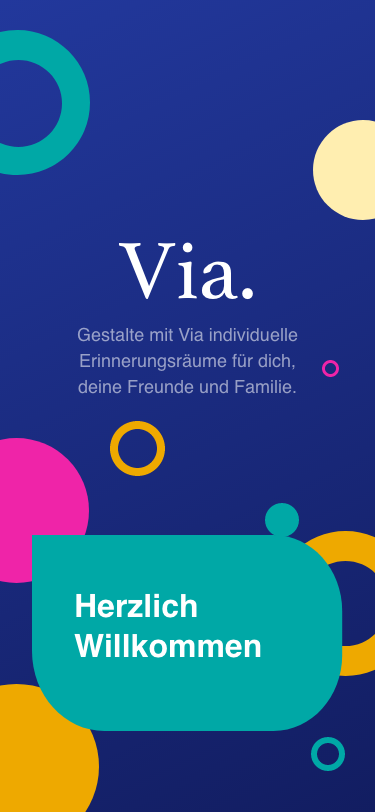 Via.
Gestalte mit Via individuelle
Erinnerungsräume für dich,
deine Freunde und Familie.
Herzlich
Willkommen